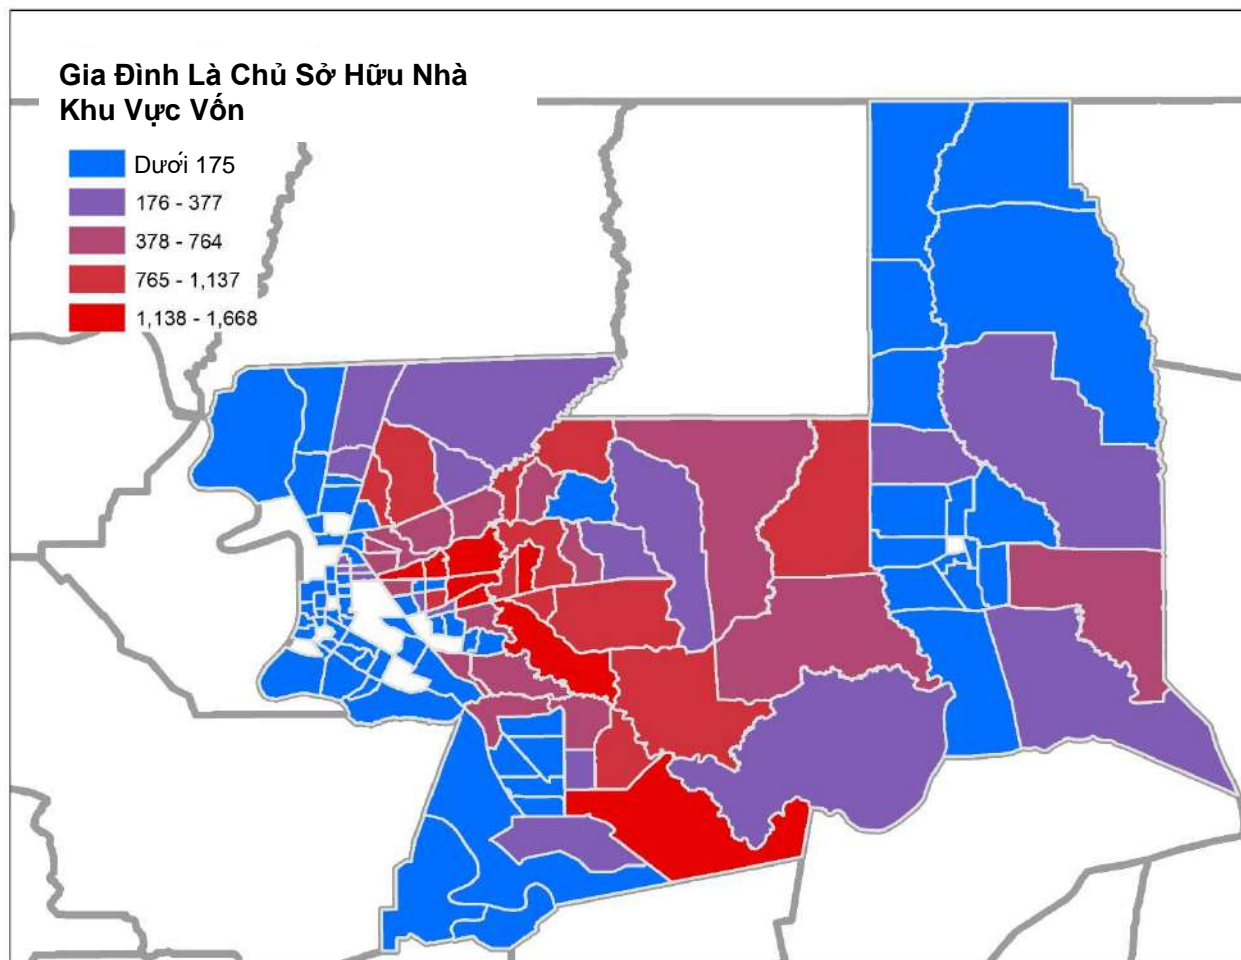 Gia Đình Là Chủ Sở Hữu Nhà
Khu Vực Vốn
Dưới 175
176 - 377
378 - 764
765 - 1,137
1,138 - 1,668